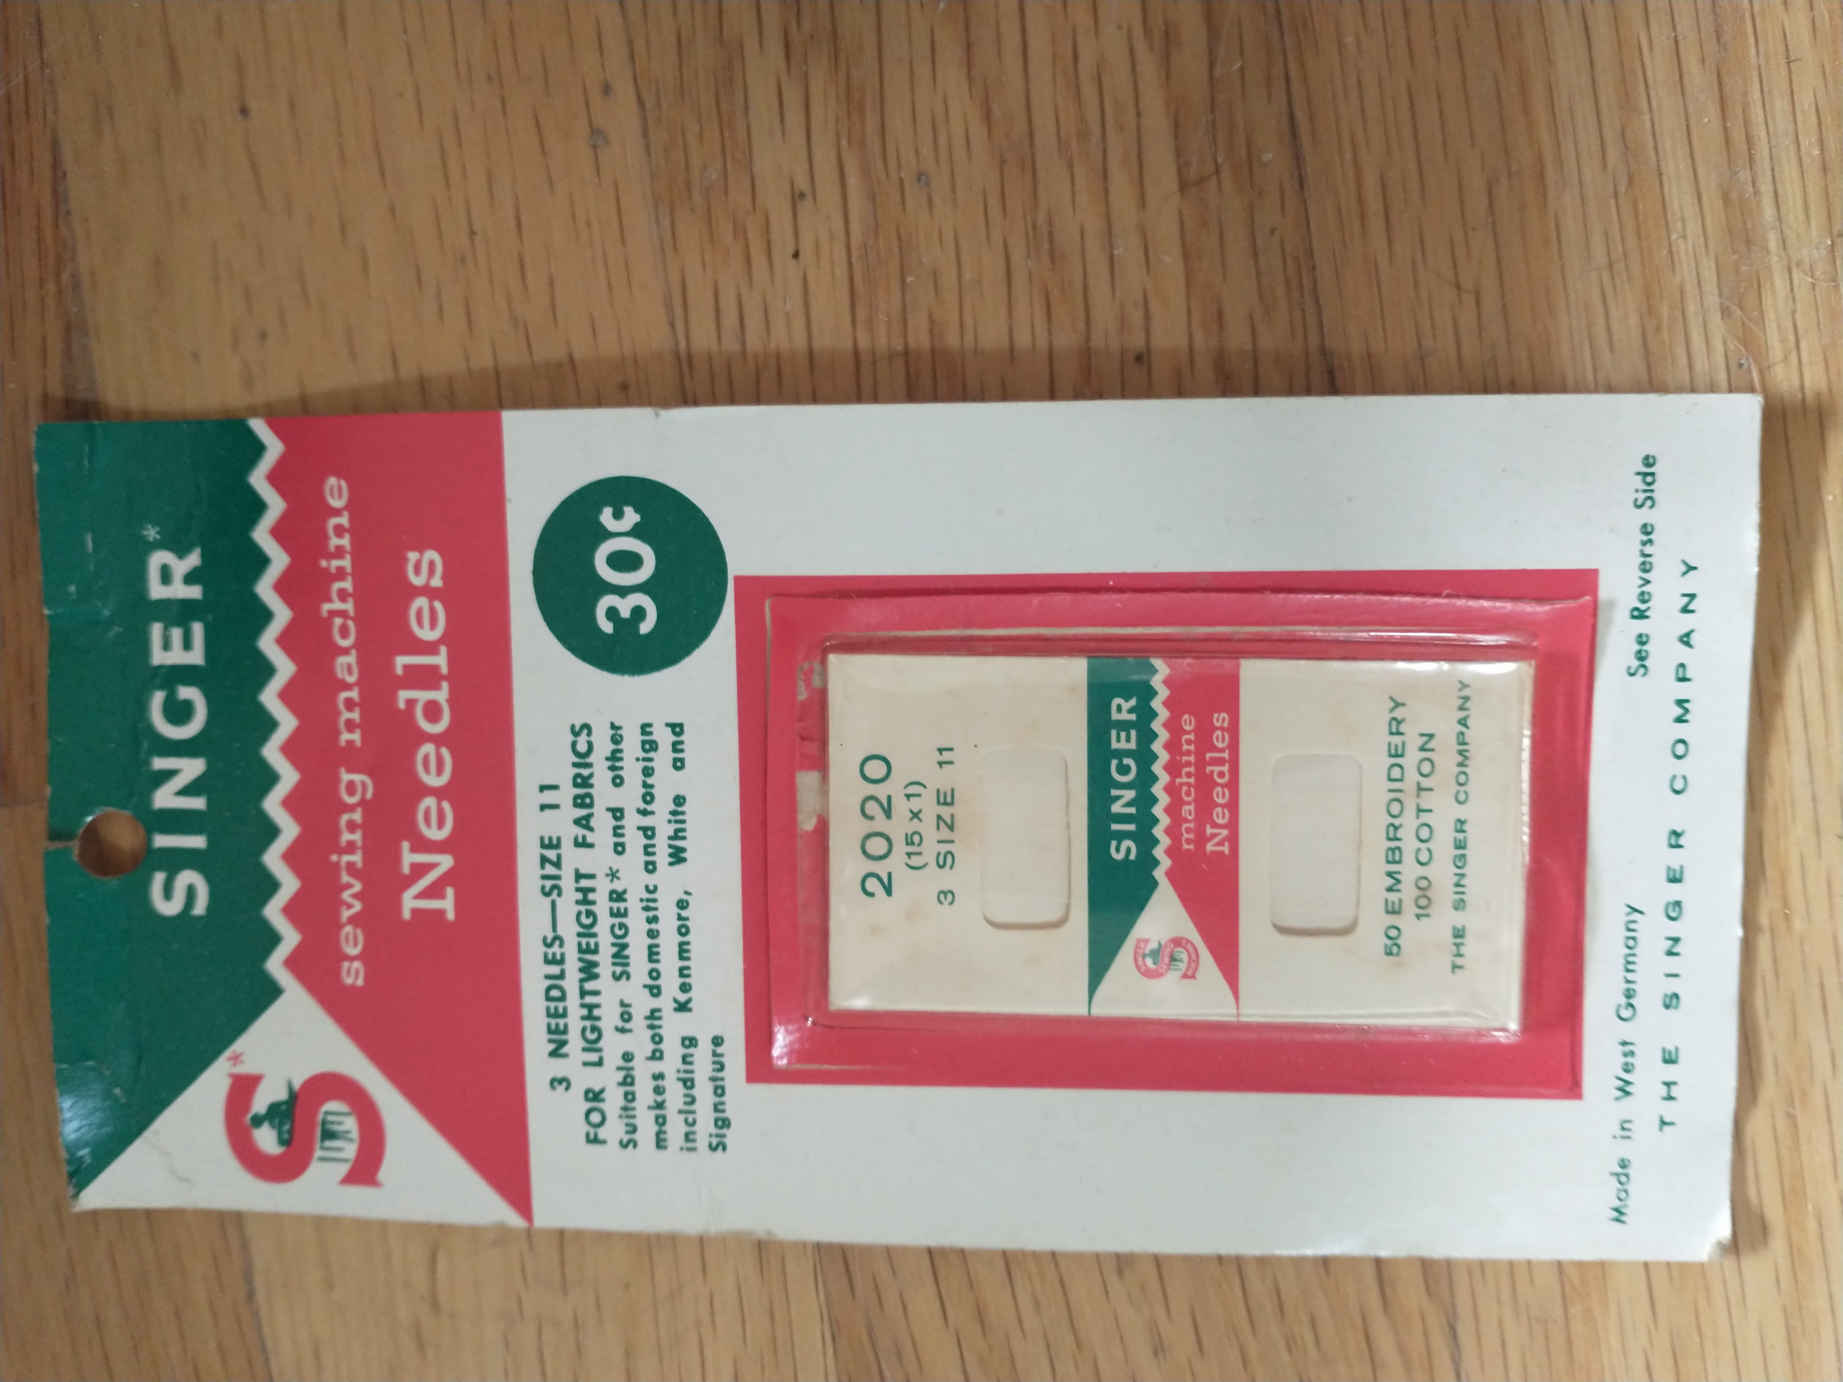 SINGER*
sewing machine
Needles
S*
30¢
3 NEEDLES—SIZE 11
FOR LIGHTWEIGHT FABRICS
Suitable for SINGER* and other
makes both domestic and foreign
including Kenmore, White and
Signature
2020
(15x1)
3 SIZE 11
SINGER
machine
Needles
S
50 EMBROIDERY
100 COTTON
THE SINGER COMPANY
Made in West Germany See Reverse Side
THE SINGER COMPANY